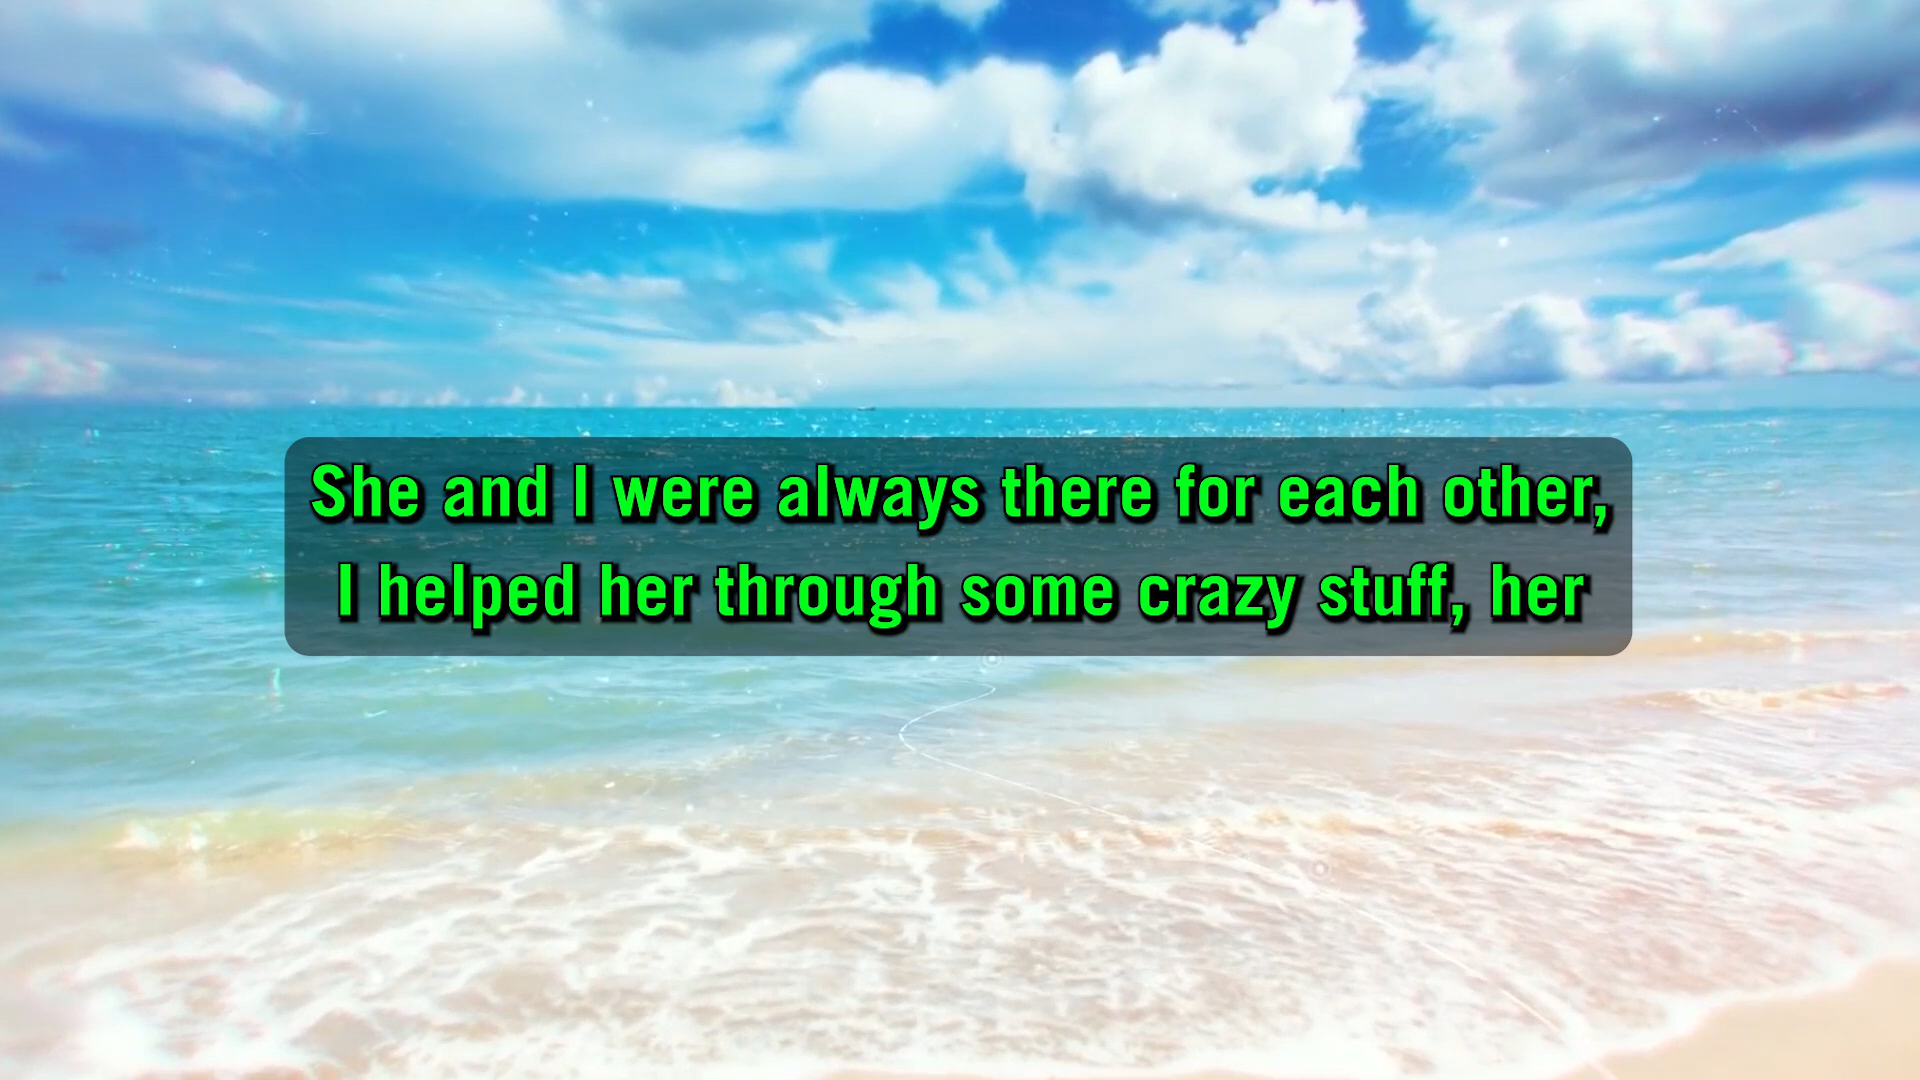 She and I were always there for each other,
I helped her through some crazy stuff, her